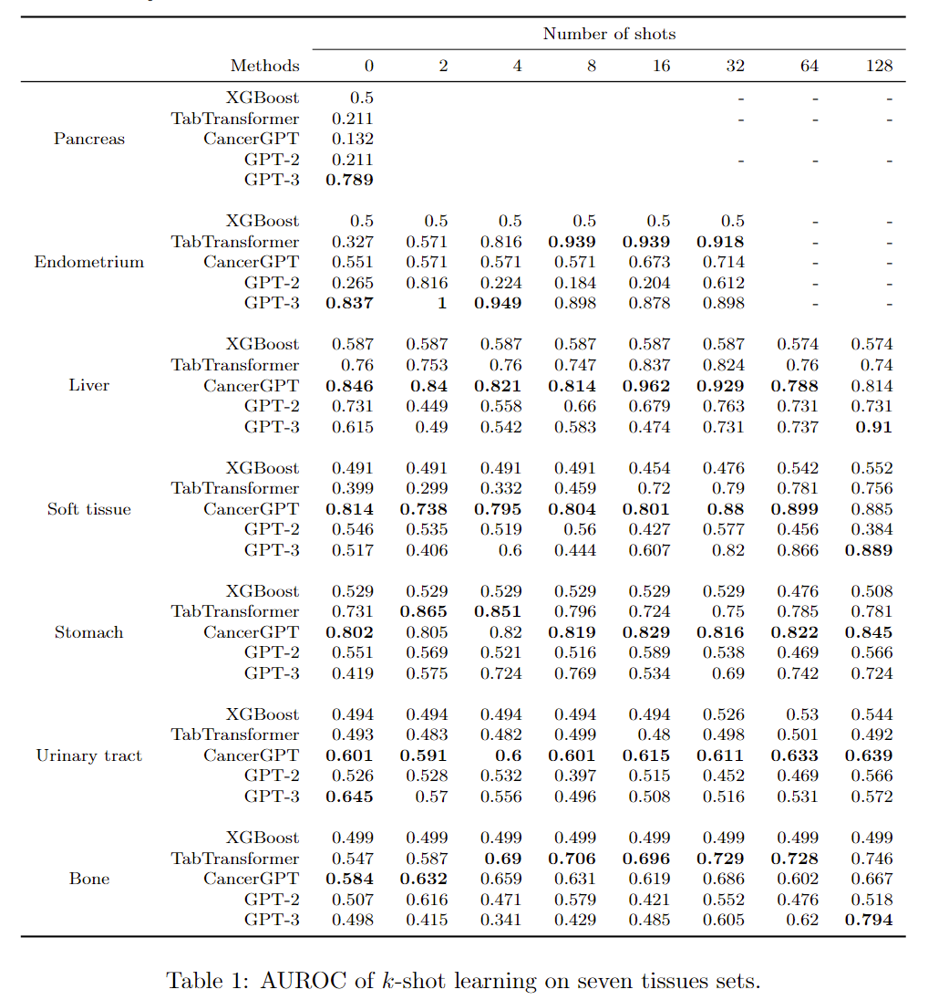 Number of shots
Methods 0 2 4 8 16 32 64 128
XGBoost 0.5 - - -
TabTransformer 0.211 - - -
Pancreas CancerGPT 0.132
GPT-2 0.211 - - -
GPT-3 0.789
XGBoost 0.5 0.5 0.5 0.5 0.5 0.5 - -
TabTransformer 0.327 0.571 0.816 0.939 0.939 0.918 - -
Endometrium CancerGPT 0.551 0.571 0.571 0.571 0.673 0.714 - -
GPT-2 0.265 0.816 0.224 0.184 0.204 0.612 - -
GPT-3 0.837 1 0.949 0.898 0.878 0.898 - -
XGBoost 0.587 0.587 0.587 0.587 0.587 0.587 0.574 0.574
TabTransformer 0.76 0.753 0.76 0.747 0.837 0.824 0.76 0.74
Liver CancerGPT 0.846 0.84 0.821 0.814 0.962 0.929 0.788 0.814
GPT-2 0.731 0.449 0.558 0.66 0.679 0.763 0.731 0.731
GPT-3 0.615 0.49 0.542 0.583 0.474 0.731 0.737 0.91
XGBoost 0.491 0.491 0.491 0.491 0.454 0.476 0.542 0.552
TabTransformer 0.399 0.299 0.332 0.459 0.72 0.79 0.781 0.756
Soft tissue CancerGPT 0.814 0.738 0.795 0.804 0.801 0.88 0.899 0.885
GPT-2 0.546 0.535 0.519 0.56 0.427 0.577 0.456 0.384
GPT-3 0.517 0.406 0.6 0.444 0.607 0.82 0.866 0.889
XGBoost 0.529 0.529 0.529 0.529 0.529 0.529 0.476 0.508
TabTransformer 0.731 0.865 0.851 0.796 0.724 0.75 0.785 0.781
Stomach CancerGPT 0.802 0.805 0.82 0.819 0.829 0.816 0.822 0.845
GPT-2 0.551 0.569 0.521 0.516 0.589 0.538 0.469 0.566
GPT-3 0.419 0.575 0.724 0.769 0.534 0.69 0.742 0.724
XGBoost 0.494 0.494 0.494 0.494 0.494 0.526 0.53 0.544
TabTransformer 0.493 0.483 0.482 0.499 0.48 0.498 0.501 0.492
Urinary tract CancerGPT 0.601 0.591 0.6 0.601 0.615 0.611 0.633 0.639
GPT-2 0.526 0.528 0.532 0.397 0.515 0.452 0.469 0.566
GPT-3 0.645 0.57 0.556 0.496 0.508 0.516 0.531 0.572
XGBoost 0.499 0.499 0.499 0.499 0.499 0.499 0.499 0.499
TabTransformer 0.547 0.587 0.69 0.706 0.696 0.729 0.728 0.746
Bone CancerGPT 0.584 0.632 0.659 0.631 0.619 0.686 0.602 0.667
GPT-2 0.507 0.616 0.471 0.579 0.421 0.552 0.476 0.518
GPT-3 0.498 0.415 0.341 0.429 0.485 0.605 0.62 0.794
Table 1: AUROC of k-shot learning on seven tissues sets.